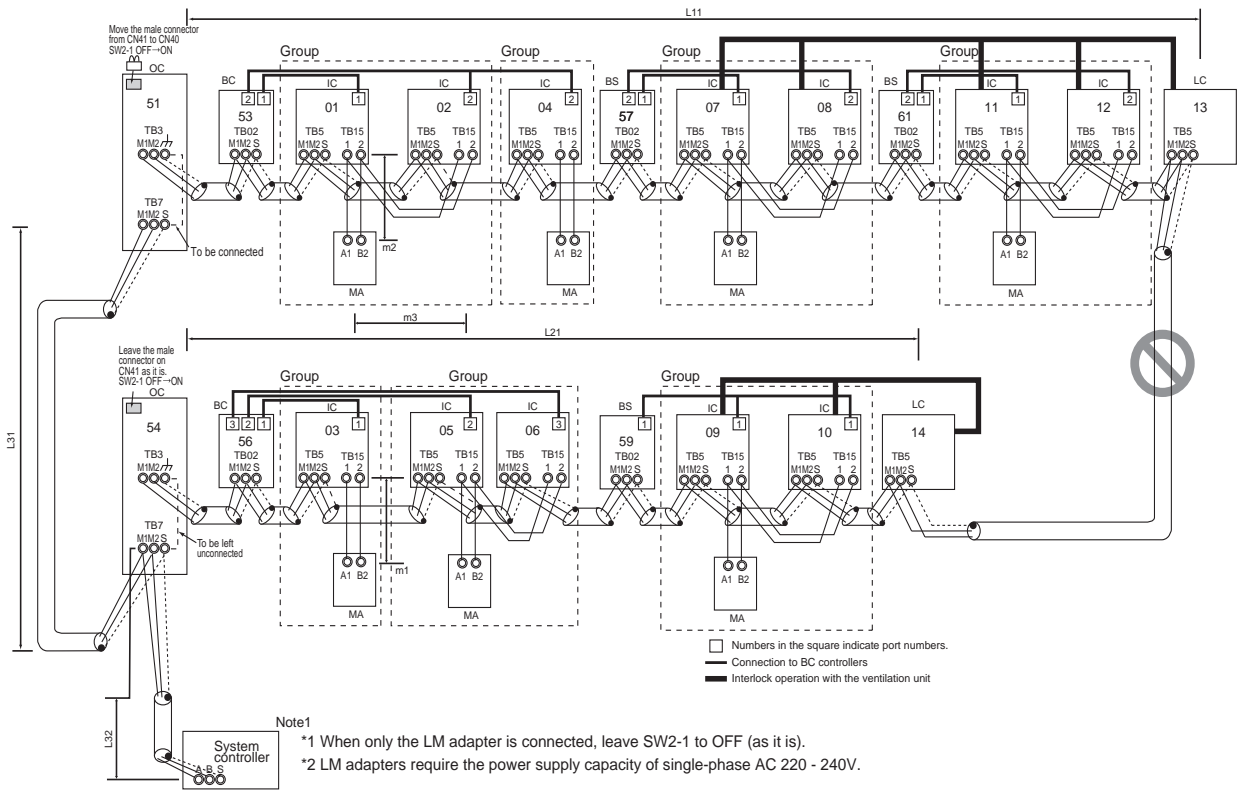 L11
Move the male connector
from CN41 to CN40
SW2-1 OFF→ON
OC
51
TB3
M1M2
TB7
M1M2 S
To be connected
BC
2 1
53
TB02
M1M2S
Group
IC
01
1
TB5
M1M2S
TB15
1 2
IC
02
2
TB5
M1M2S
TB15
1 2
A1 B2
MA
m2
Group
IC
04
2
TB5
M1M2S
TB15
1 2
A1 B2
MA
BS
2 1
57
TB02
M1M2S
Group
IC
07
1
TB5
M1M2S
TB15
1 2
IC
08
2
TB5
M1M2S
TB15
1 2
A1 B2
MA
BS
2 1
61
TB02
M1M2S
Group
IC
11
1
TB5
M1M2S
TB15
1 2
IC
12
2
TB5
M1M2S
TB15
1 2
A1 B2
MA
LC
13
TB5
M1M2S
m3
L21
L31
Leave the male
connector on
CN41 as it is.
SW2-1 OFF→ON
OC
54
TB3
M1M2
TB7
M1M2 S
To be left
unconnected
BC
3 2 1
56
TB02
M1M2S
Group
IC
03
1
TB5
M1M2S
TB15
1 2
A1 B2
MA
m1
Group
IC
05
2
TB5
M1M2S
TB15
1 2
IC
06
3
TB5
M1M2S
TB15
1 2
A1 B2
MA
BS
1
59
TB02
M1M2S
Group
IC
09
1
TB5
M1M2S
TB15
1 2
IC
10
1
TB5
M1M2S
TB15
1 2
A1 B2
MA
LC
14
TB5
M1M2S
Numbers in the square indicate port numbers.
Connection to BC controllers
Interlock operation with the ventilation unit
L32
System
controller
A B S
Note1
*1 When only the LM adapter is connected, leave SW2-1 to OFF (as it is).
*2 LM adapters require the power supply capacity of single-phase AC 220 - 240V.